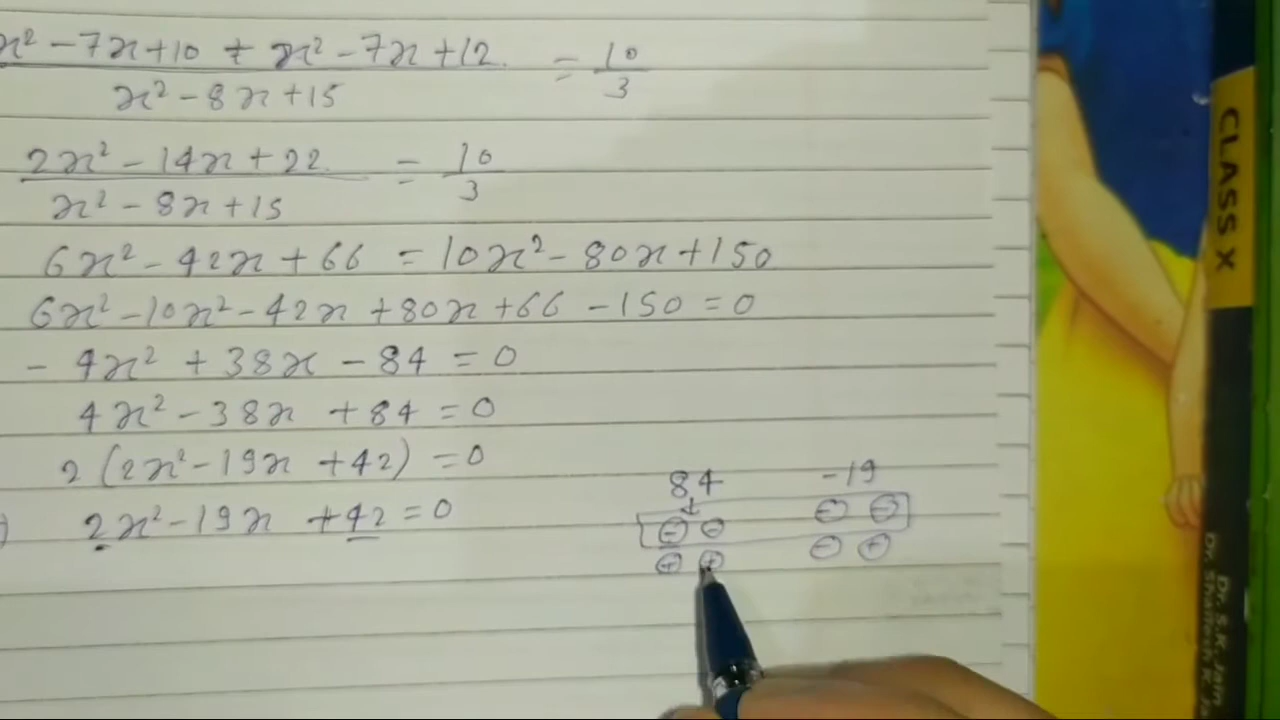 x² - 7x + 10 + x² - 7x + 12 = 10/3
x² - 8x + 15
2x² - 14x + 22 = 10/3
x² - 8x + 15
6x² - 42x + 66 = 10x² - 80x + 150
6x² - 10x² - 42x + 80x + 66 - 150 = 0
- 4x² + 38x - 84 = 0
4x² - 38x + 84 = 0
2 (2x² - 19x + 42) = 0
2x² - 19x + 42 = 0
84 -19
↓
⊖ ⊖ ⊖ ⊖
⊕ ⊕ ⊖ ⊕
CLASS X
Dr. S.K. Jain